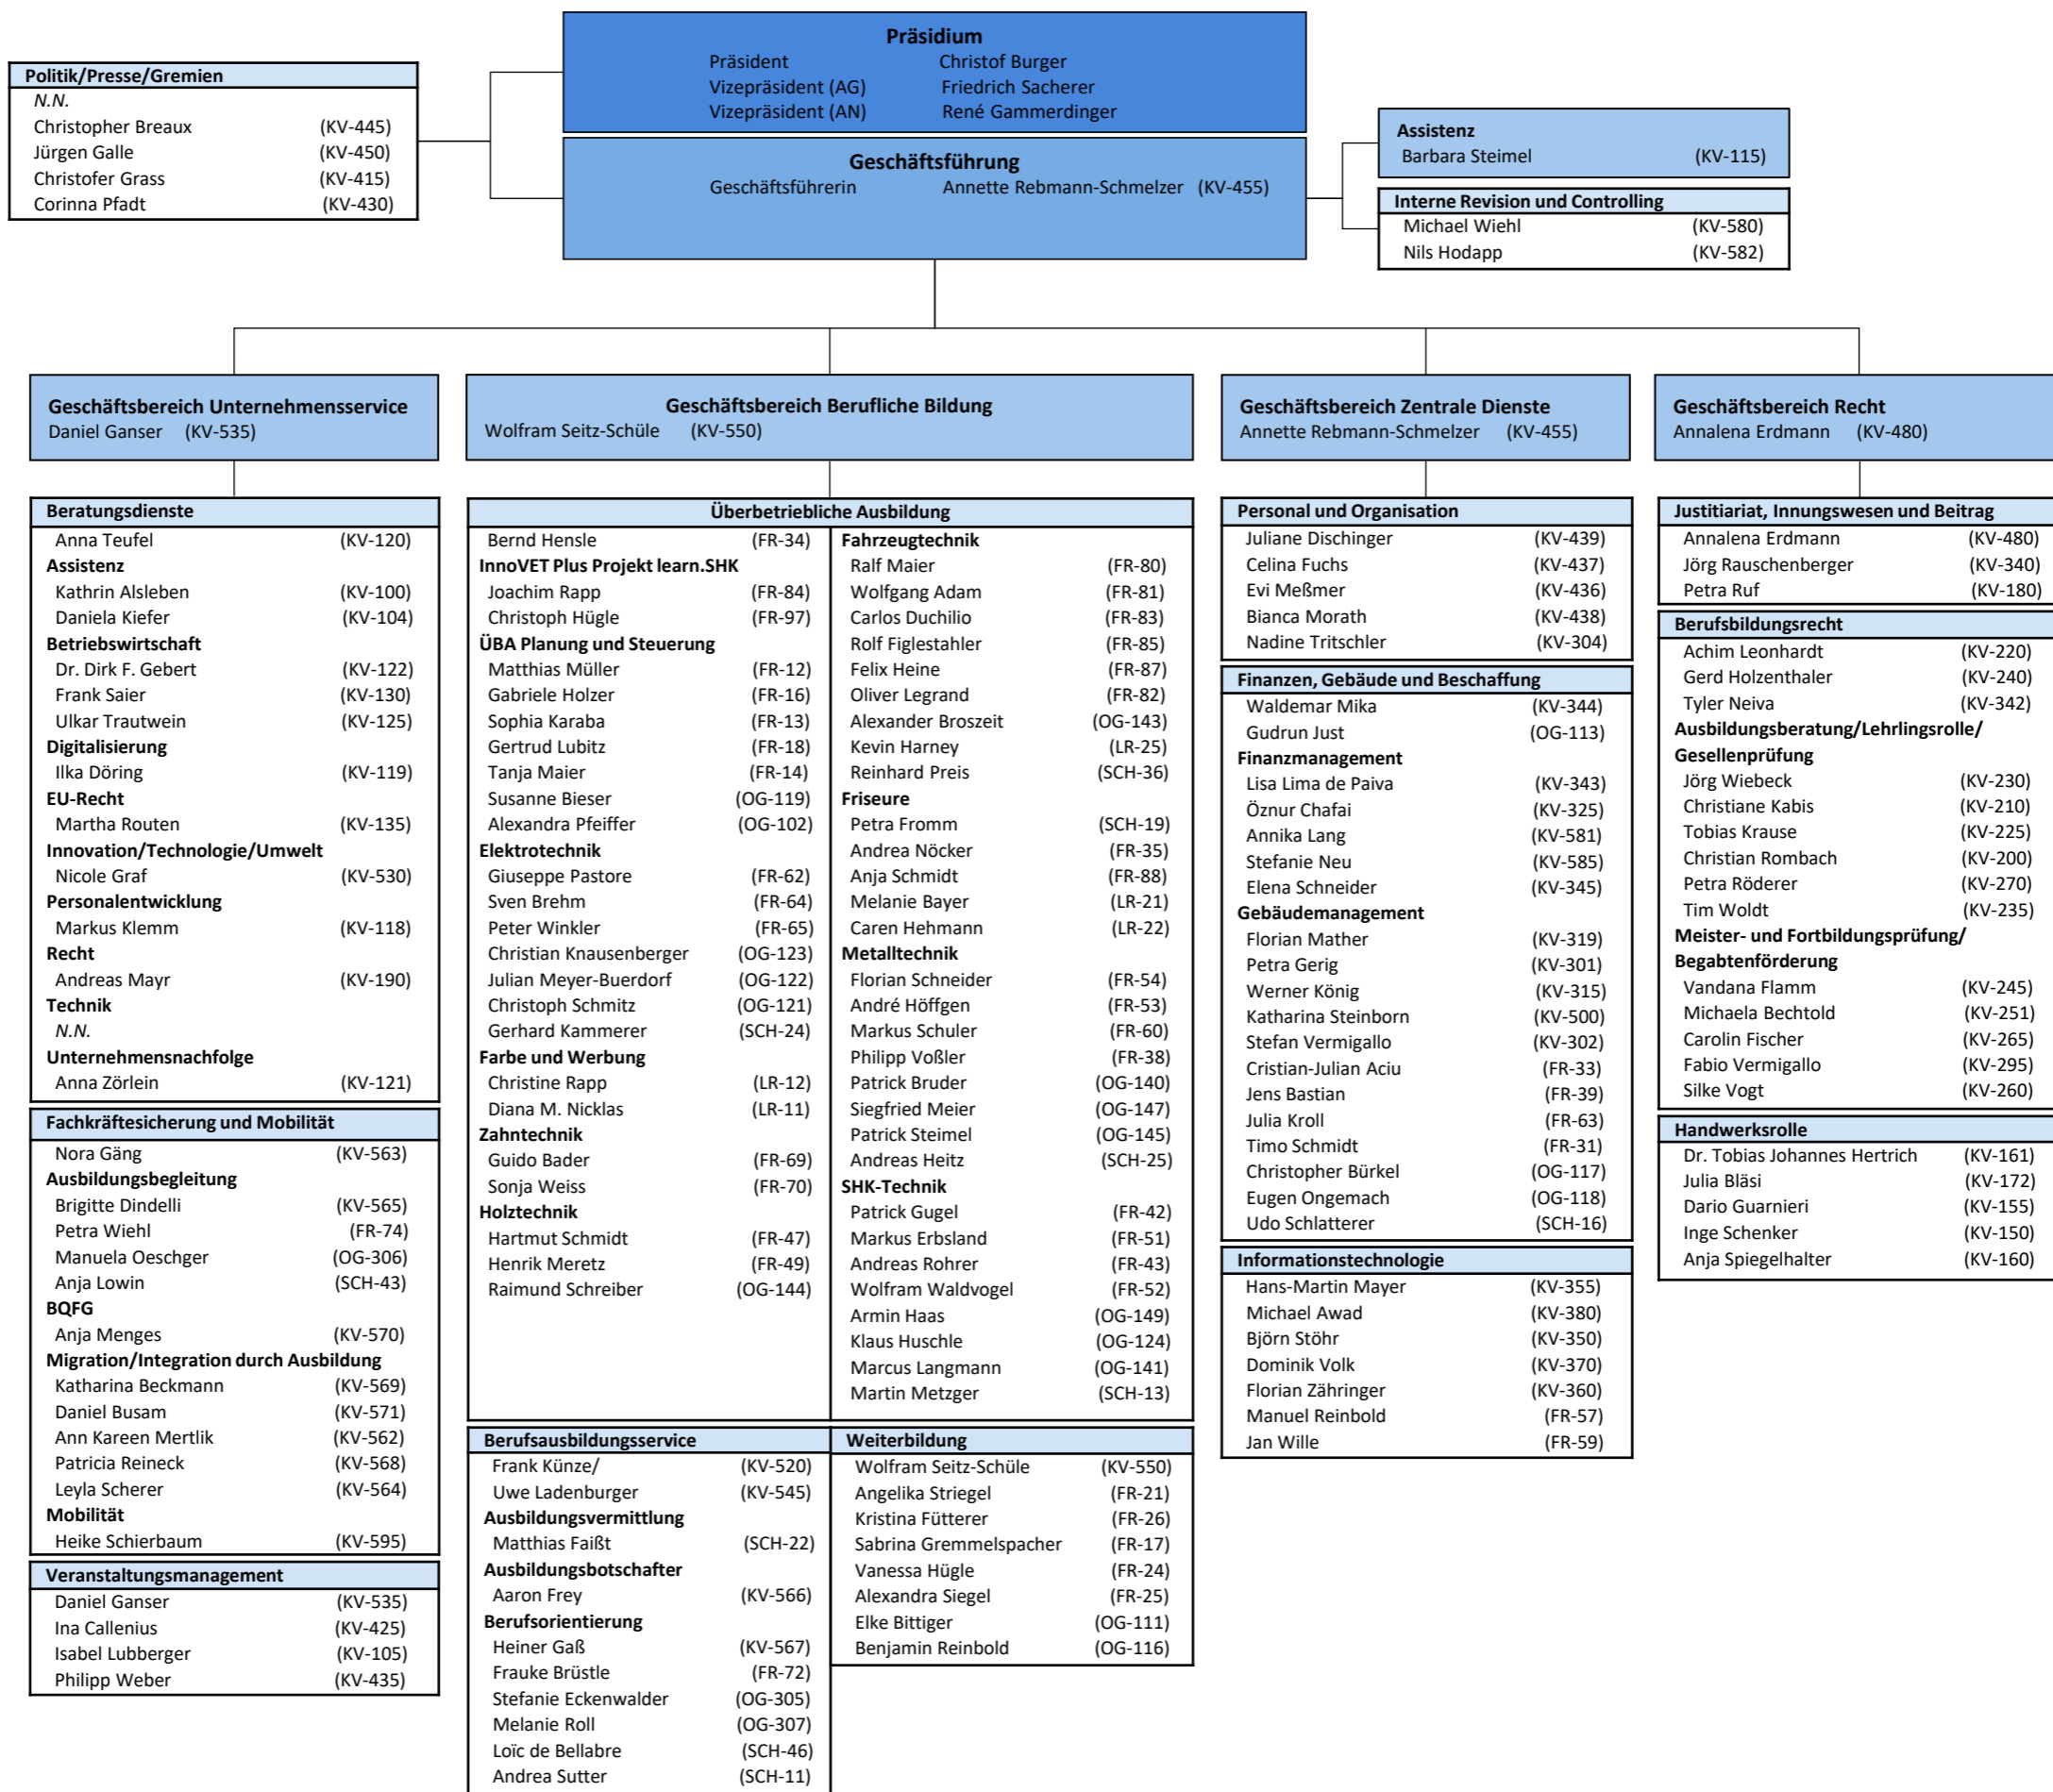 Präsidium
Präsident Christof Burger
Vizepräsident (AG) Friedrich Sacherer
Vizepräsident (AN) René Gammerdinger
Politik/Presse/Gremien
N.N.
Christopher Breaux (KV-445)
Jürgen Galle (KV-450)
Christofer Grass (KV-415)
Corinna Pfadt (KV-430)
Geschäftsführung
Geschäftsführerin Annette Rebmann-Schmelzer (KV-455)
Assistenz
Barbara Steimel (KV-115)
Interne Revision und Controlling
Michael Wiehl (KV-580)
Nils Hodapp (KV-582)
Geschäftsbereich Unternehmensservice
Daniel Ganser (KV-535)
Beratungsdienste
Anna Teufel (KV-120)
Assistenz
Kathrin Alsleben (KV-100)
Daniela Kiefer (KV-104)
Betriebswirtschaft
Dr. Dirk F. Gebert (KV-122)
Frank Saier (KV-130)
Ulkar Trautwein (KV-125)
Digitalisierung
Ilka Döring (KV-119)
EU-Recht
Martha Routen (KV-135)
Innovation/Technologie/Umwelt
Nicole Graf (KV-530)
Personalentwicklung
Markus Klemm (KV-118)
Recht
Andreas Mayr (KV-190)
Technik
N.N.
Unternehmensnachfolge
Anna Zörlein (KV-121)
Fachkräftesicherung und Mobilität
Nora Gäng (KV-563)
Ausbildungsbegleitung
Brigitte Dindelli (KV-565)
Petra Wiehl (FR-74)
Manuela Oeschger (OG-306)
Anja Lowin (SCH-43)
BQFG
Anja Menges (KV-570)
Migration/Integration durch Ausbildung
Katharina Beckmann (KV-569)
Daniel Busam (KV-571)
Ann Kareen Mertlik (KV-562)
Patricia Reineck (KV-568)
Leyla Scherer (KV-564)
Mobilität
Heike Schierbaum (KV-595)
Veranstaltungsmanagement
Daniel Ganser (KV-535)
Ina Callenius (KV-425)
Isabel Lubberger (KV-105)
Philipp Weber (KV-435)
Geschäftsbereich Berufliche Bildung
Wolfram Seitz-Schüle (KV-550)
Überbetriebliche Ausbildung
Bernd Hensle (FR-34)
InnoVET Plus Projekt learn.SHK
Joachim Rapp (FR-84)
Christoph Hügle (FR-97)
ÜBA Planung und Steuerung
Matthias Müller (FR-12)
Gabriele Holzer (FR-16)
Sophia Karaba (FR-13)
Gertrud Lubitz (FR-18)
Tanja Maier (FR-14)
Susanne Bieser (OG-119)
Alexandra Pfeiffer (OG-102)
Elektrotechnik
Giuseppe Pastore (FR-62)
Sven Brehm (FR-64)
Peter Winkler (FR-65)
Christian Knausenberger (OG-123)
Julian Meyer-Buerdorf (OG-122)
Christoph Schmitz (OG-121)
Gerhard Kammerer (SCH-24)
Farbe und Werbung
Christine Rapp (LR-12)
Diana M. Nicklas (LR-11)
Zahntechnik
Guido Bader (FR-69)
Sonja Weiss (FR-70)
Holztechnik
Hartmut Schmidt (FR-47)
Henrik Meretz (FR-49)
Raimund Schreiber (OG-144)
Fahrzeugtechnik
Ralf Maier (FR-80)
Wolfgang Adam (FR-81)
Carlos Duchilio (FR-83)
Rolf Figlestahler (FR-85)
Felix Heine (FR-87)
Oliver Legrand (FR-82)
Alexander Broszeit (OG-143)
Kevin Harney (LR-25)
Reinhard Preis (SCH-36)
Friseure
Petra Fromm (SCH-19)
Andrea Nöcker (FR-35)
Anja Schmidt (FR-88)
Melanie Bayer (LR-21)
Caren Hehmann (LR-22)
Metalltechnik
Florian Schneider (FR-54)
André Höffgen (FR-53)
Markus Schuler (FR-60)
Philipp Voßler (FR-38)
Patrick Bruder (OG-140)
Siegfried Meier (OG-147)
Patrick Steimel (OG-145)
Andreas Heitz (SCH-25)
SHK-Technik
Patrick Gugel (FR-42)
Markus Erbsland (FR-51)
Andreas Rohrer (FR-43)
Wolfram Waldvogel (FR-52)
Armin Haas (OG-149)
Klaus Huschle (OG-124)
Marcus Langmann (OG-141)
Martin Metzger (SCH-13)
Berufsausbildungsservice
Frank Künze/ (KV-520)
Uwe Ladenburger (KV-545)
Ausbildungsvermittlung
Matthias Faißt (SCH-22)
Ausbildungsbotschafter
Aaron Frey (KV-566)
Berufsorientierung
Heiner Gaß (KV-567)
Frauke Brüstle (FR-72)
Stefanie Eckenwalder (OG-305)
Melanie Roll (OG-307)
Loïc de Bellabre (SCH-46)
Andrea Sutter (SCH-11)
Weiterbildung
Wolfram Seitz-Schüle (KV-550)
Angelika Striegel (FR-21)
Kristina Fütterer (FR-26)
Sabrina Gremmelspacher (FR-17)
Vanessa Hügle (FR-24)
Alexandra Siegel (FR-25)
Elke Bittiger (OG-111)
Benjamin Reinbold (OG-116)
Geschäftsbereich Zentrale Dienste
Annette Rebmann-Schmelzer (KV-455)
Personal und Organisation
Juliane Dischinger (KV-439)
Celina Fuchs (KV-437)
Evi Meßmer (KV-436)
Bianca Morath (KV-438)
Nadine Tritschler (KV-304)
Finanzen, Gebäude und Beschaffung
Waldemar Mika (KV-344)
Gudrun Just (OG-113)
Finanzmanagement
Lisa Lima de Paiva (KV-343)
Öznur Chafai (KV-325)
Annika Lang (KV-581)
Stefanie Neu (KV-585)
Elena Schneider (KV-345)
Gebäudemanagement
Florian Mather (KV-319)
Petra Gerig (KV-301)
Werner König (KV-315)
Katharina Steinborn (KV-500)
Stefan Vermigallo (KV-302)
Cristian-Julian Aciu (FR-33)
Jens Bastian (FR-39)
Julia Kroll (FR-63)
Timo Schmidt (FR-31)
Christopher Bürkel (OG-117)
Eugen Ongemach (OG-118)
Udo Schlatterer (SCH-16)
Informationstechnologie
Hans-Martin Mayer (KV-355)
Michael Awad (KV-380)
Björn Stöhr (KV-350)
Dominik Volk (KV-370)
Florian Zähringer (KV-360)
Manuel Reinbold (FR-57)
Jan Wille (FR-59)
Geschäftsbereich Recht
Annalena Erdmann (KV-480)
Justitiariat, Innungswesen und Beitrag
Annalena Erdmann (KV-480)
Jörg Rauschenberger (KV-340)
Petra Ruf (KV-180)
Berufsbildungsrecht
Achim Leonhardt (KV-220)
Gerd Holzenthaler (KV-240)
Tyler Neiva (KV-342)
Ausbildungsberatung/Lehrlingsrolle/
Gesellenprüfung
Jörg Wiebeck (KV-230)
Christiane Kabis (KV-210)
Tobias Krause (KV-225)
Christian Rombach (KV-200)
Petra Röderer (KV-270)
Tim Woldt (KV-235)
Meister- und Fortbildungsprüfung/
Begabtenförderung
Vandana Flamm (KV-245)
Michaela Bechtold (KV-251)
Carolin Fischer (KV-265)
Fabio Vermigallo (KV-295)
Silke Vogt (KV-260)
Handwerksrolle
Dr. Tobias Johannes Hertrich (KV-161)
Julia Bläsi (KV-172)
Dario Guarnieri (KV-155)
Inge Schenker (KV-150)
Anja Spiegelhalter (KV-160)